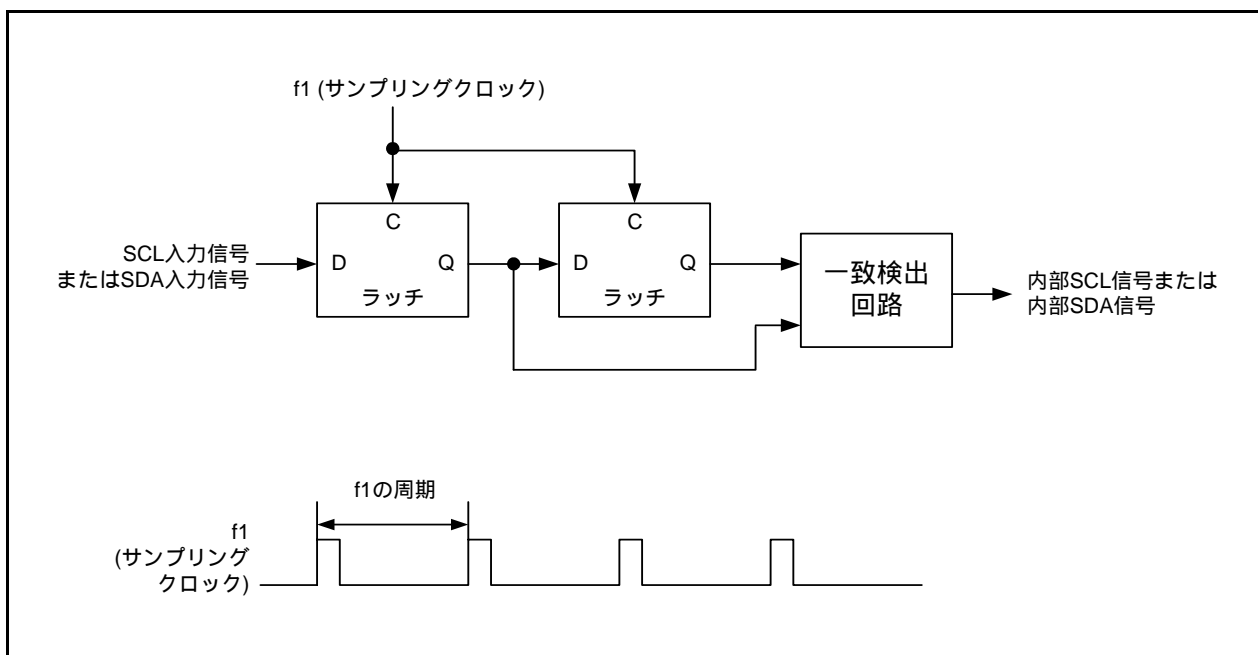 f1 (サンプリングクロック)
C
C
SCL入力信号
またはSDA入力信号
D
Q
ラッチ
D
Q
ラッチ
一致検出
回路
内部SCL信号または
内部SDA信号
f1の周期
f1
(サンプリング
クロック)